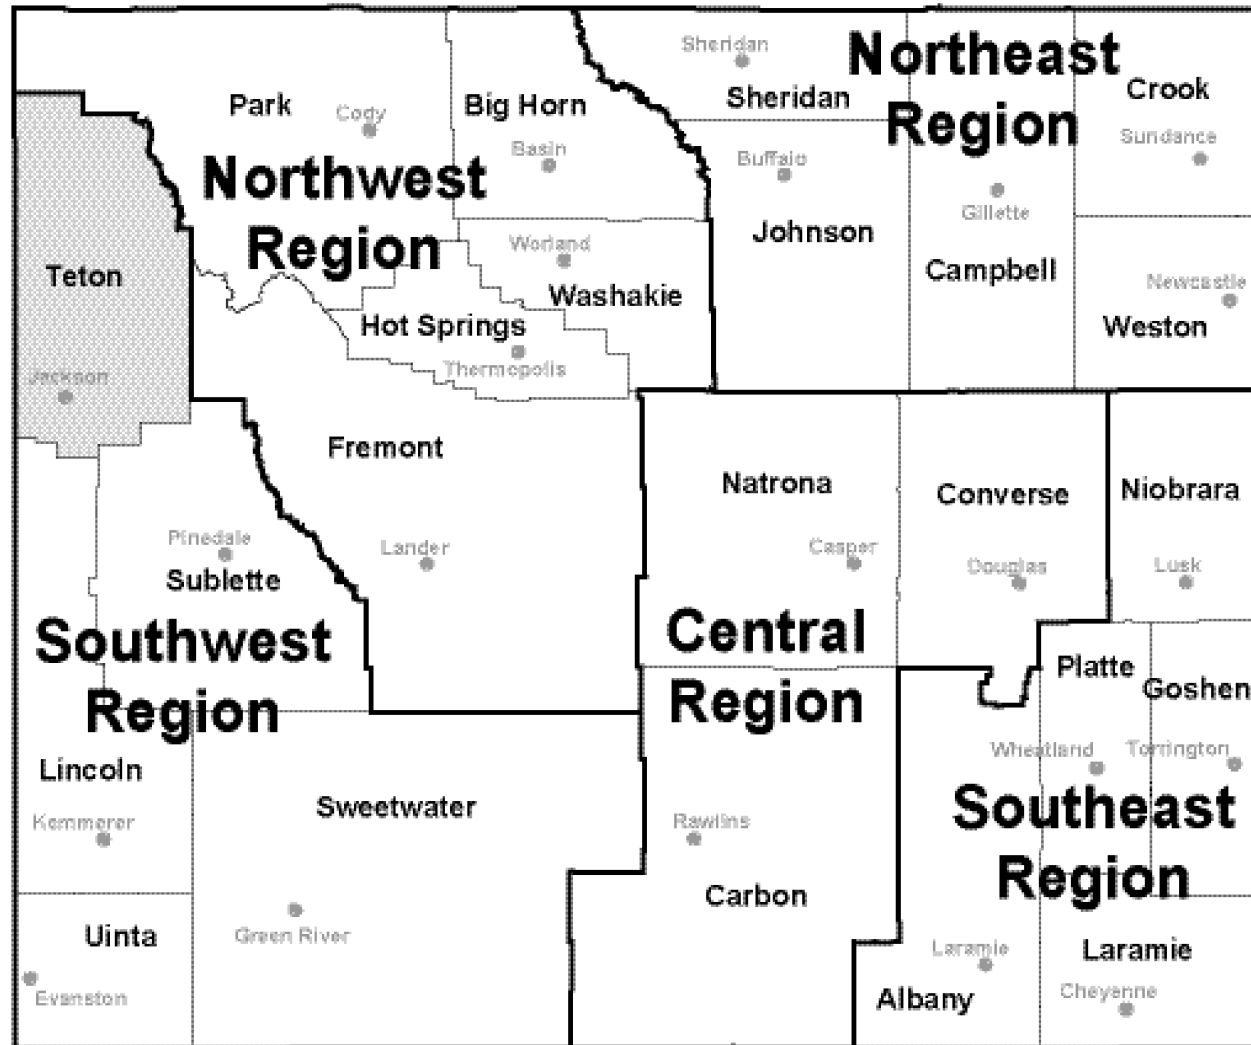 Sheridan
Northeast
Region
Crook
Park
Cody
Big Horn
Sheridan
Sundance
Basin
Buffalo
Northwest
Region
Gillette
Johnson
Worland
Teton
Campbell
Newcastle
Washakie
Hot Springs
Weston
Thermopolis
Jackson
Fremont
Natrona
Converse
Niobrara
Pinedale
Lander
Casper
Douglas
Lusk
Sublette
Southwest
Region
Central
Region
Platte
Goshen
Wheatland
Torrington
Lincoln
Sweetwater
Southeast
Region
Kemmerer
Rawlins
Carbon
Uinta
Green River
Laramie
Laramie
Evanston
Albany
Cheyenne